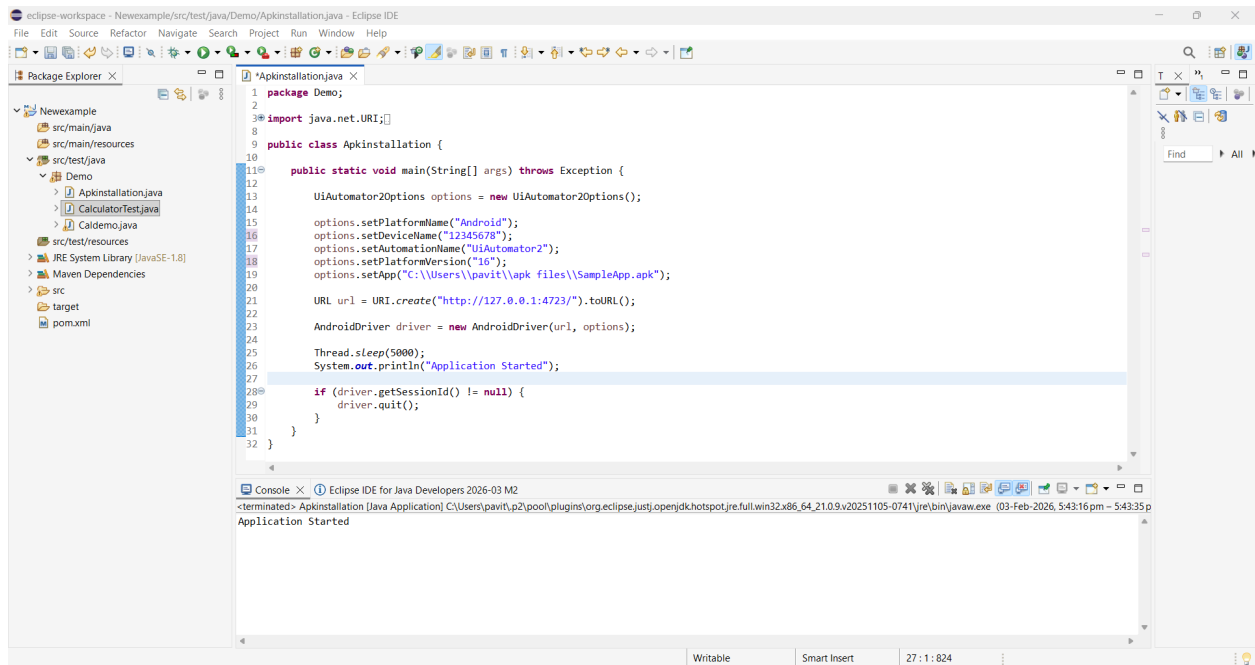 eclipse-workspace - Newexample/src/test/java/Demo/Apkinstallation.java - Eclipse IDE
File Edit Source Refactor Navigate Search Project Run Window Help
Package Explorer
Newexample
src/main/java
src/main/resources
src/test/java
Demo
Apkinstallation.java
CalculatorTest.java
Caldemo.java
src/test/resources
JRE System Library [JavaSE-1.8]
Maven Dependencies
src
target
pom.xml
*Apkinstallation.java
1 package Demo;
2
3 import java.net.URI;
8
9 public class Apkinstallation {
10
11 public static void main(String[] args) throws Exception {
12
13 UiAutomator2Options options = new UiAutomator2Options();
14
15 options.setPlatformName("Android");
16 options.setDeviceName("12345678");
17 options.setAutomationName("UiAutomator2");
18 options.setPlatformVersion("16");
19 options.setApp("C:\\Users\\pavit\\apk files\\SampleApp.apk");
20
21 URL url = URI.create("http://127.0.0.1:4723/").toURL();
22
23 AndroidDriver driver = new AndroidDriver(url, options);
24
25 Thread.sleep(5000);
26 System.out.println("Application Started");
27
28 if (driver.getSessionId() != null) {
29 driver.quit();
30 }
31 }
32 }
T
Find All
Console Eclipse IDE for Java Developers 2026-03 M2
<terminated> Apkinstallation [Java Application] C:\Users\pavit\.p2\pool\plugins\org.eclipse.justj.openjdk.hotspot.jre.full.win32.x86_64_21.0.9.v20251105-0741\jre\bin\javaw.exe (03-Feb-2026, 5:43:16 pm – 5:43:35 p
Application Started
Writable Smart Insert 27 : 1 : 824